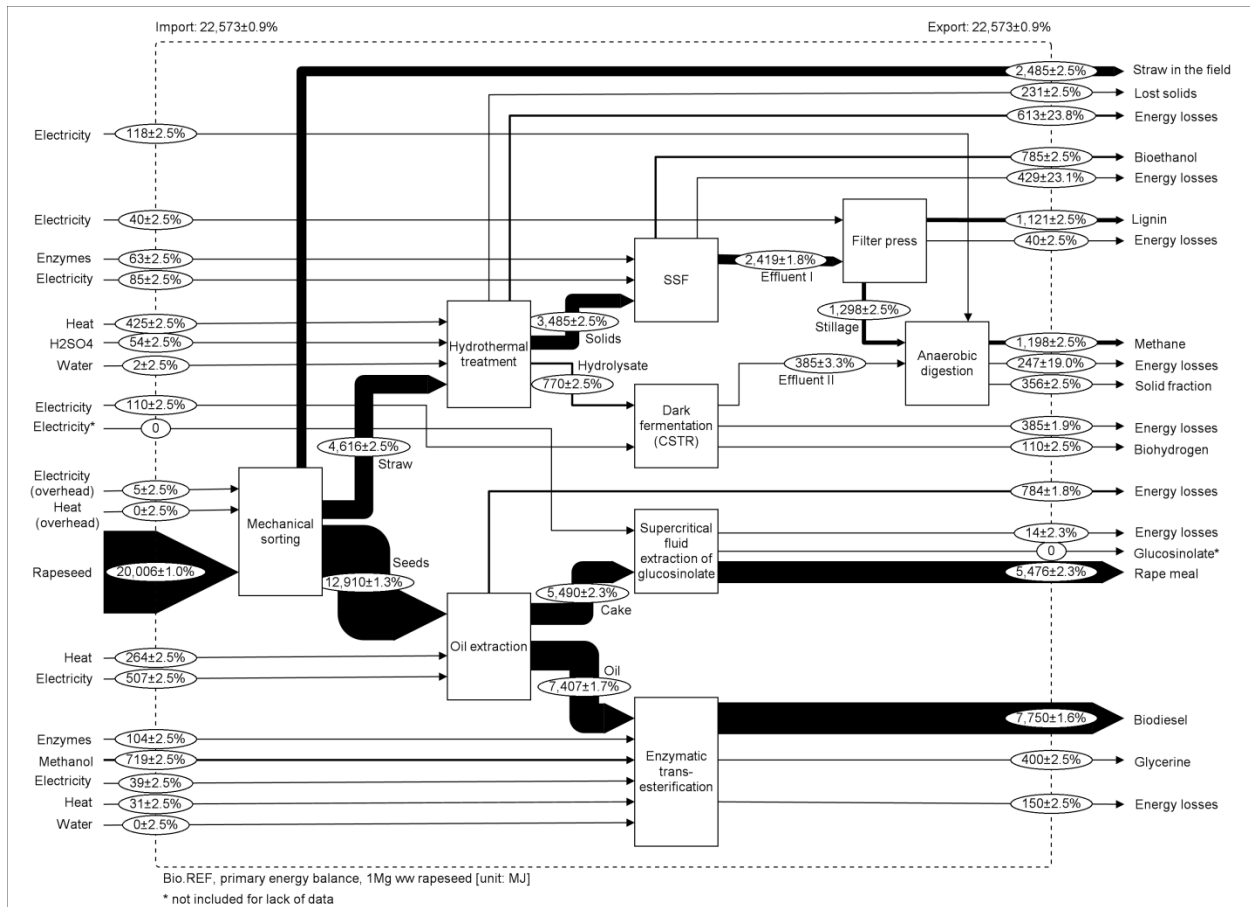 Import: 22,573±0.9%
Export: 22,573±0.9%
2,485±2.5%
Straw in the field
231±2.5%
Lost solids
613±23.8%
Energy losses
Electricity
118±2.5%
785±2.5%
Bioethanol
429±23.1%
Energy losses
Electricity
40±2.5%
1,121±2.5%
Lignin
Filter press
40±2.5%
Energy losses
Enzymes
63±2.5%
SSF
2,419±1.8%
Effluent I
Electricity
85±2.5%
1,298±2.5%
Stillage
Heat
425±2.5%
3,485±2.5%
Solids
H2SO4
54±2.5%
Hydrothermal
treatment
Water
2±2.5%
Hydrolysate
770±2.5%
385±3.3%
Effluent II
Anaerobic
digestion
1,198±2.5%
Methane
247±19.0%
Energy losses
356±2.5%
Solid fraction
Electricity
110±2.5%
Electricity*
0
Dark
fermentation
(CSTR)
385±1.9%
Energy losses
110±2.5%
Biohydrogen
4,616±2.5%
Straw
Electricity
(overhead)
5±2.5%
Heat
(overhead)
0±2.5%
784±1.8%
Energy losses
Mechanical
sorting
Supercritical
fluid
extraction of
glucosinolate
14±2.3%
Energy losses
0
Glucosinolate*
5,476±2.3%
Rape meal
Rapeseed
20,006±1.0%
Seeds
12,910±1.3%
5,490±2.3%
Cake
Oil extraction
Heat
264±2.5%
Electricity
507±2.5%
Oil
7,407±1.7%
Enzymes
104±2.5%
Methanol
719±2.5%
Electricity
39±2.5%
Heat
31±2.5%
Water
0±2.5%
Enzymatic
trans-
esterification
7,750±1.6%
Biodiesel
400±2.5%
Glycerine
150±2.5%
Energy losses
Bio.REF, primary energy balance, 1Mg ww rapeseed [unit: MJ]
* not included for lack of data